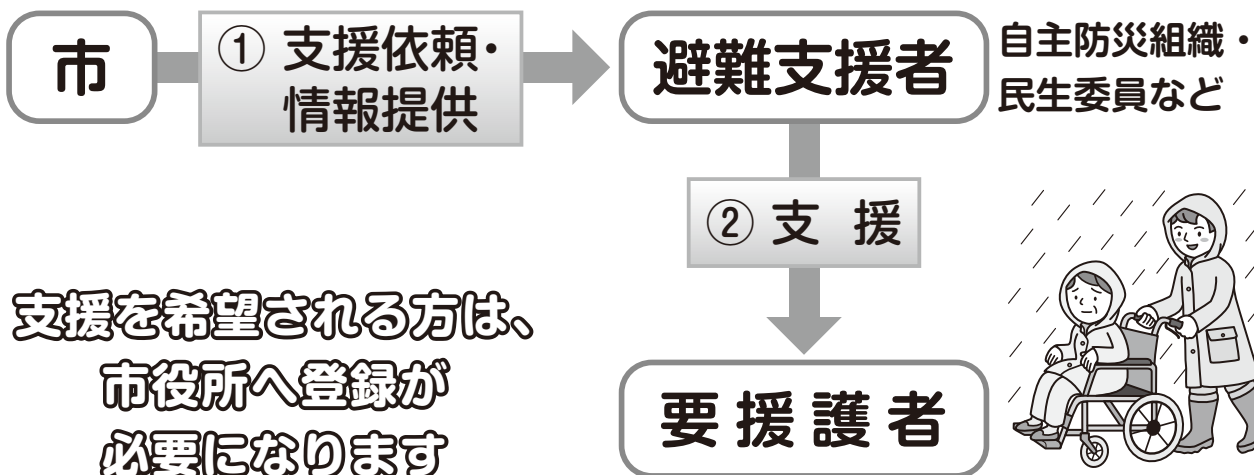 市
① 支援依頼・
情報提供
避難支援者
自主防災組織・
民生委員など
② 支 援
要援護者
支援を希望される方は、
市役所へ登録が
必要になります